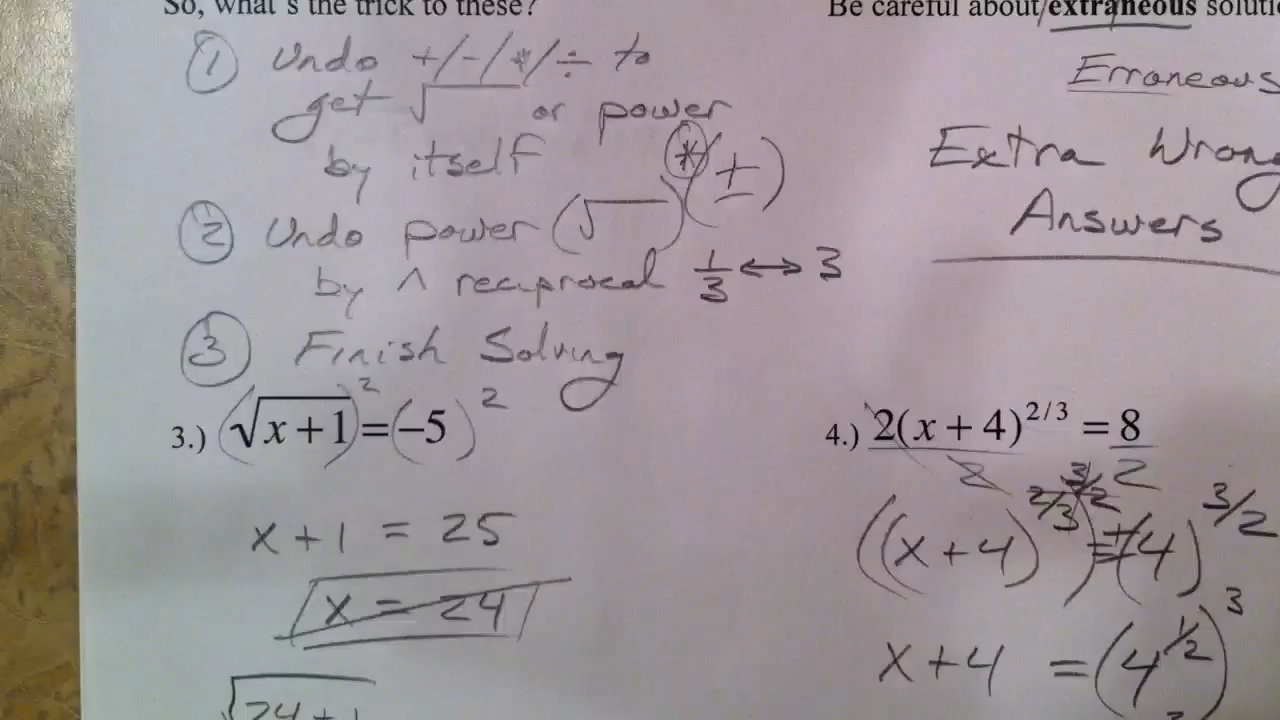 So, what's the trick to these?
① Undo +/-/*/÷ to
get √ or power
by itself
② Undo power (√ )(*)(±)
by ^ reciprocal 1/3 ↔ 3
③ Finish Solving
3.) (√x+1)² = (-5)²
x + 1 = 25
x = 24
√24 + 1
Be careful about extraneous soluti
Erroneous
Extra Wrong
Answers
4.) 2(x + 4)^2/3 = 8
2 2
((x+4)^2/3)^3/2 = ±(4)^3/2
x + 4 = (4^1/2)^3